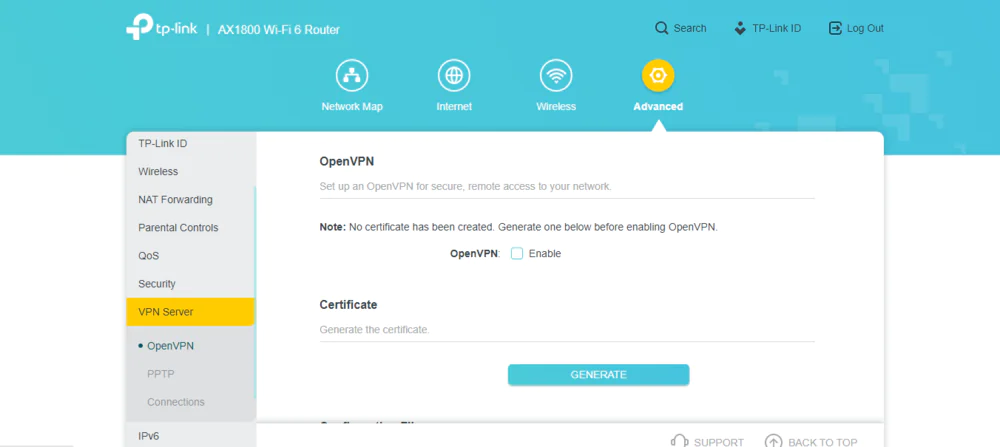 tp-link | AX1800 Wi-Fi 6 Router
Search
TP-Link ID
Log Out
Network Map
Internet
Wireless
Advanced
TP-Link ID
Wireless
NAT Forwarding
Parental Controls
QoS
Security
VPN Server
OpenVPN
PPTP
Connections
IPv6
OpenVPN
Set up an OpenVPN for secure, remote access to your network.
Note: No certificate has been created. Generate one below before enabling OpenVPN.
OpenVPN: Enable
Certificate
Generate the certificate.
GENERATE
SUPPORT
BACK TO TOP